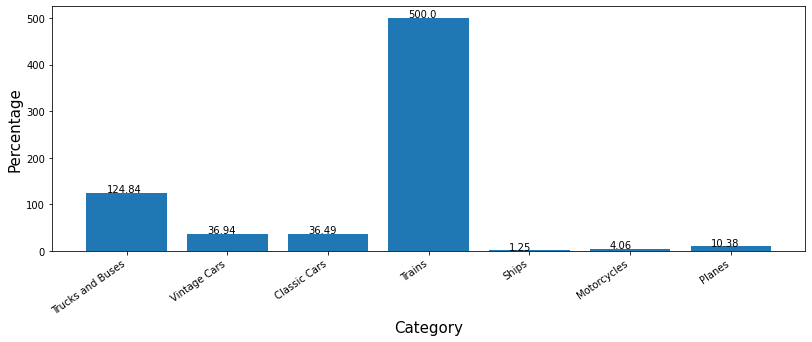 500
400
300
200
100
0
Percentage
124.84
36.94
36.49
500.0
1.25
4.06
10.38
Trucks and Buses
Vintage Cars
Classic Cars
Trains
Ships
Motorcycles
Planes
Category